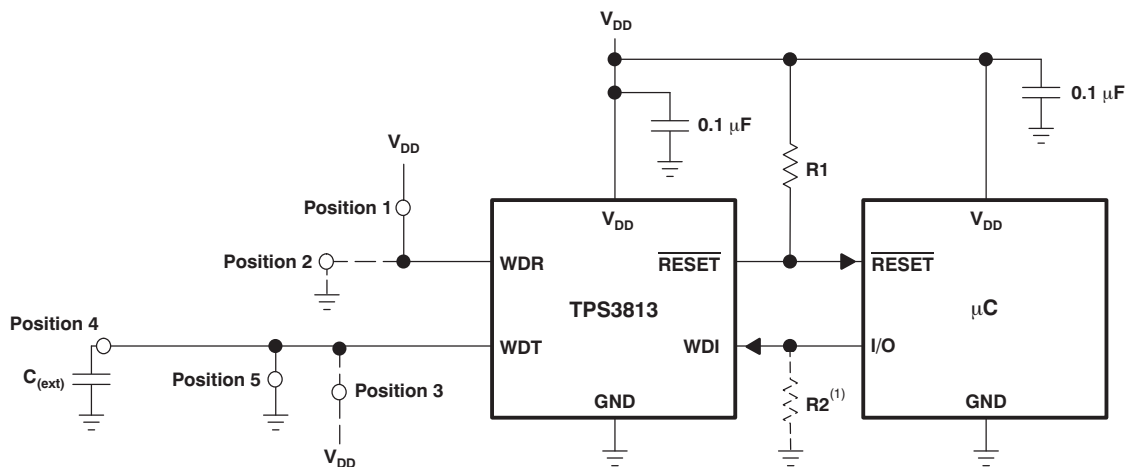 V_DD
0.1 μF
0.1 μF
V_DD
R1
Position 1
V_DD
V_DD
Position 2
WDR
RESET
RESET
TPS3813
μC
Position 4
WDT
WDI
I/O
C_(ext)
Position 5
Position 3
R2^(1)
GND
GND
V_DD